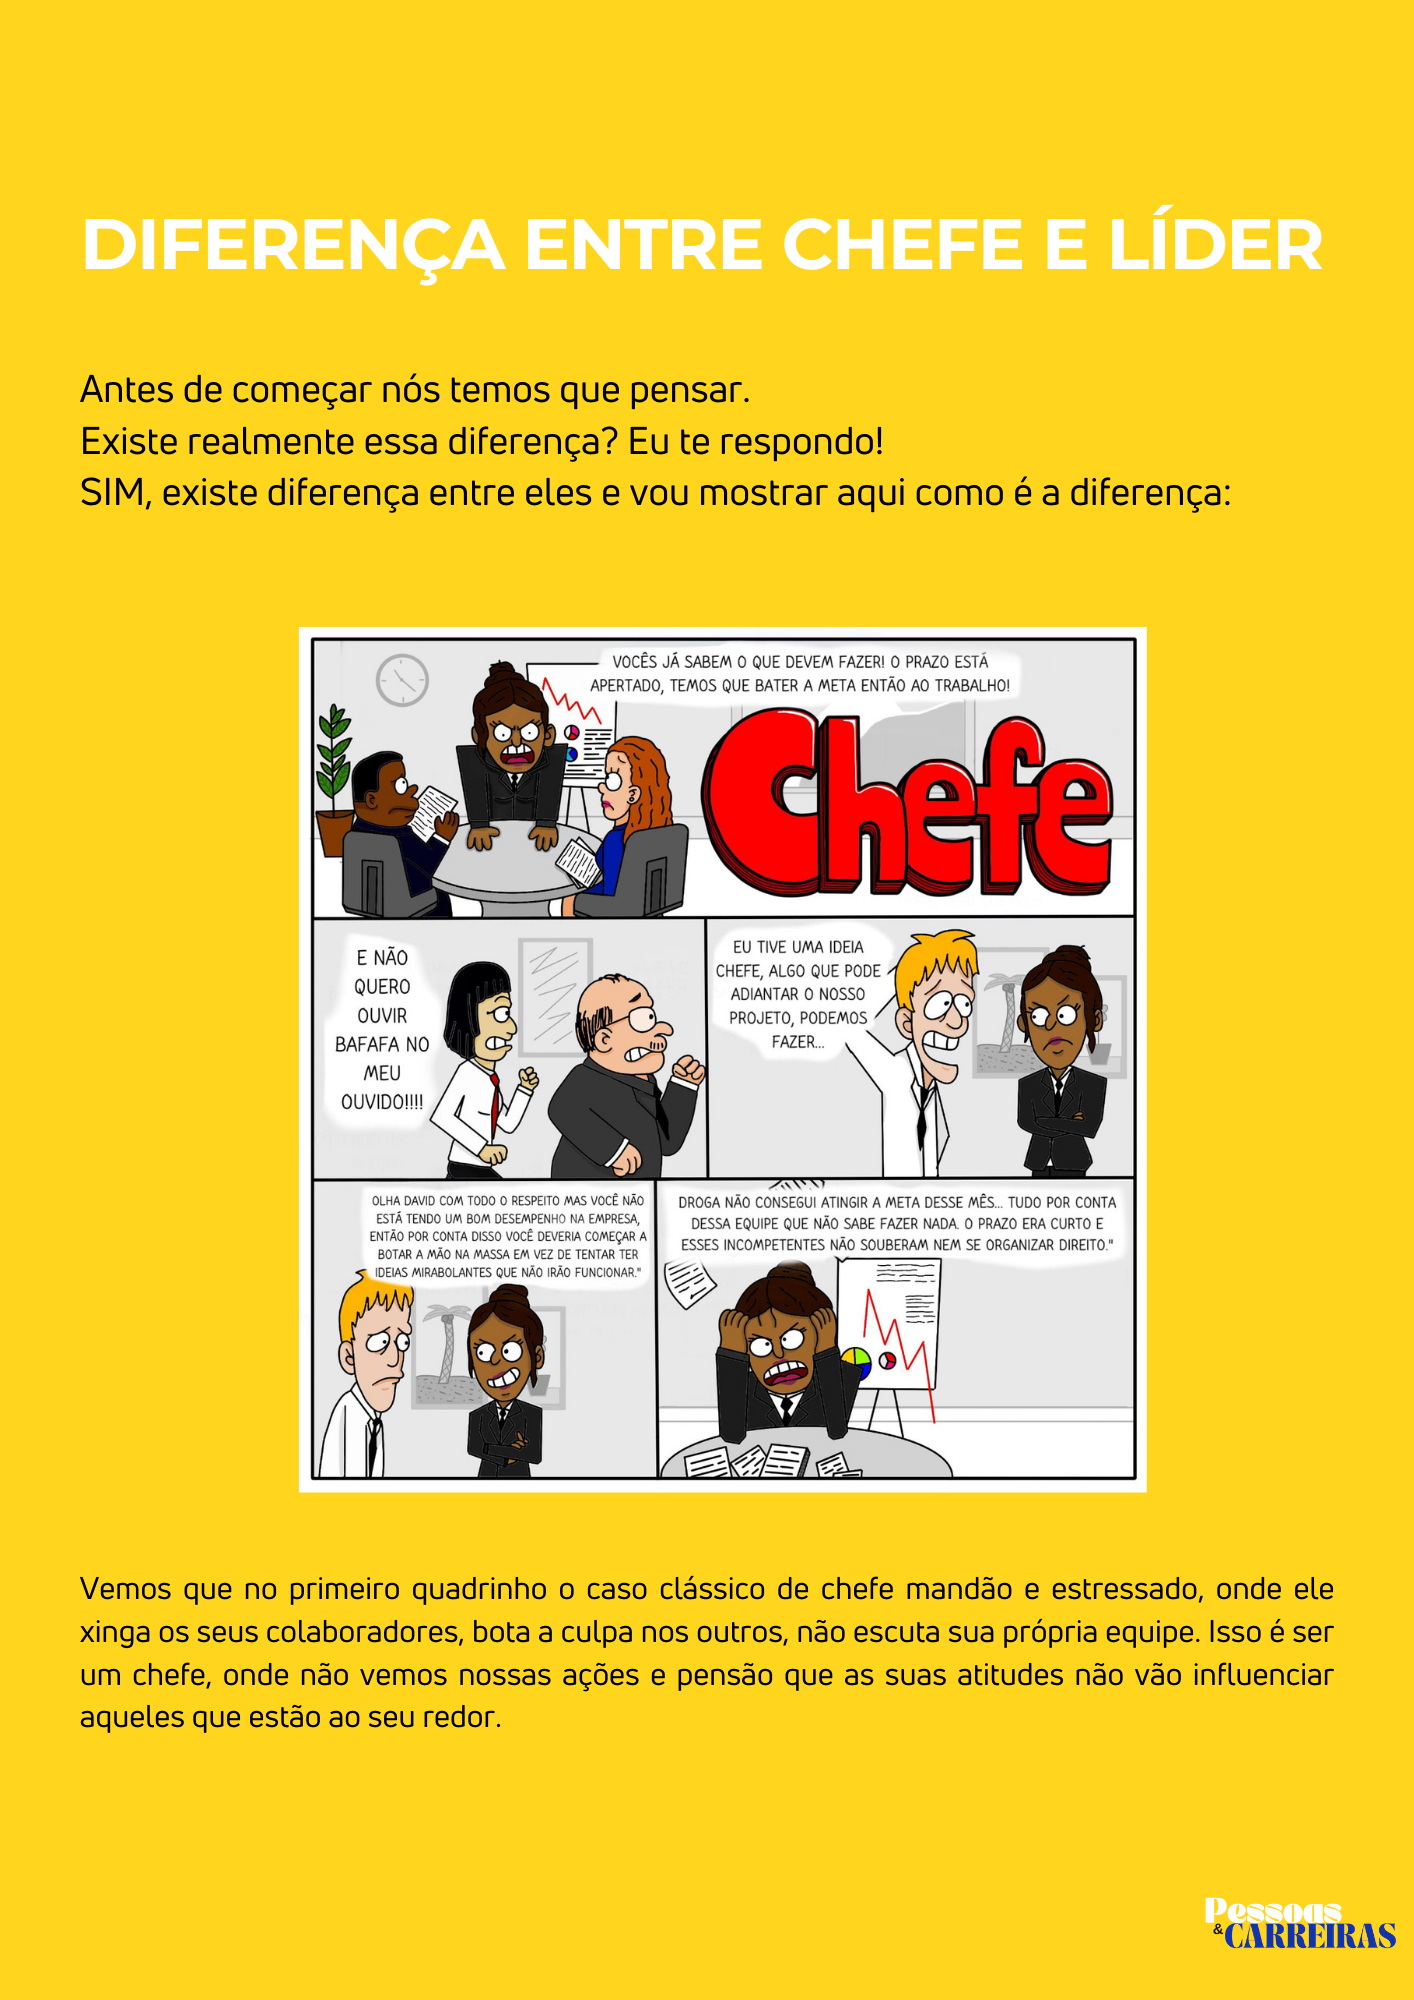 DIFERENÇA ENTRE CHEFE E LÍDER
Antes de começar nós temos que pensar.
Existe realmente essa diferença? Eu te respondo!
SIM, existe diferença entre eles e vou mostrar aqui como é a diferença:
VOCÊS JÁ SABEM O QUE DEVEM FAZER! O PRAZO ESTÁ
APERTADO, TEMOS QUE BATER A META ENTÃO AO TRABALHO!
Chefe
E NÃO
QUERO
OUVIR
BAFAFA NO
MEU
OUVIDO!!!!
EU TIVE UMA IDEIA
CHEFE, ALGO QUE PODE
ADIANTAR O NOSSO
PROJETO, PODEMOS
FAZER...
OLHA DAVID COM TODO O RESPEITO MAS VOCÊ NÃO
ESTÁ TENDO UM BOM DESEMPENHO NA EMPRESA,
ENTÃO POR CONTA DISSO VOCÊ DEVERIA COMEÇAR A
BOTAR A MÃO NA MASSA EM VEZ DE TENTAR TER
IDEIAS MIRABOLANTES QUE NÃO IRÃO FUNCIONAR."
DROGA NÃO CONSEGUI ATINGIR A META DESSE MÊS... TUDO POR CONTA
DESSA EQUIPE QUE NÃO SABE FAZER NADA. O PRAZO ERA CURTO E
ESSES INCOMPETENTES NÃO SOUBERAM NEM SE ORGANIZAR DIREITO."
Vemos que no primeiro quadrinho o caso clássico de chefe mandão e estressado, onde ele
xinga os seus colaboradores, bota a culpa nos outros, não escuta sua própria equipe. Isso é ser
um chefe, onde não vemos nossas ações e pensão que as suas atitudes não vão influenciar
aqueles que estão ao seu redor.
Pessoas
&CARREIRAS